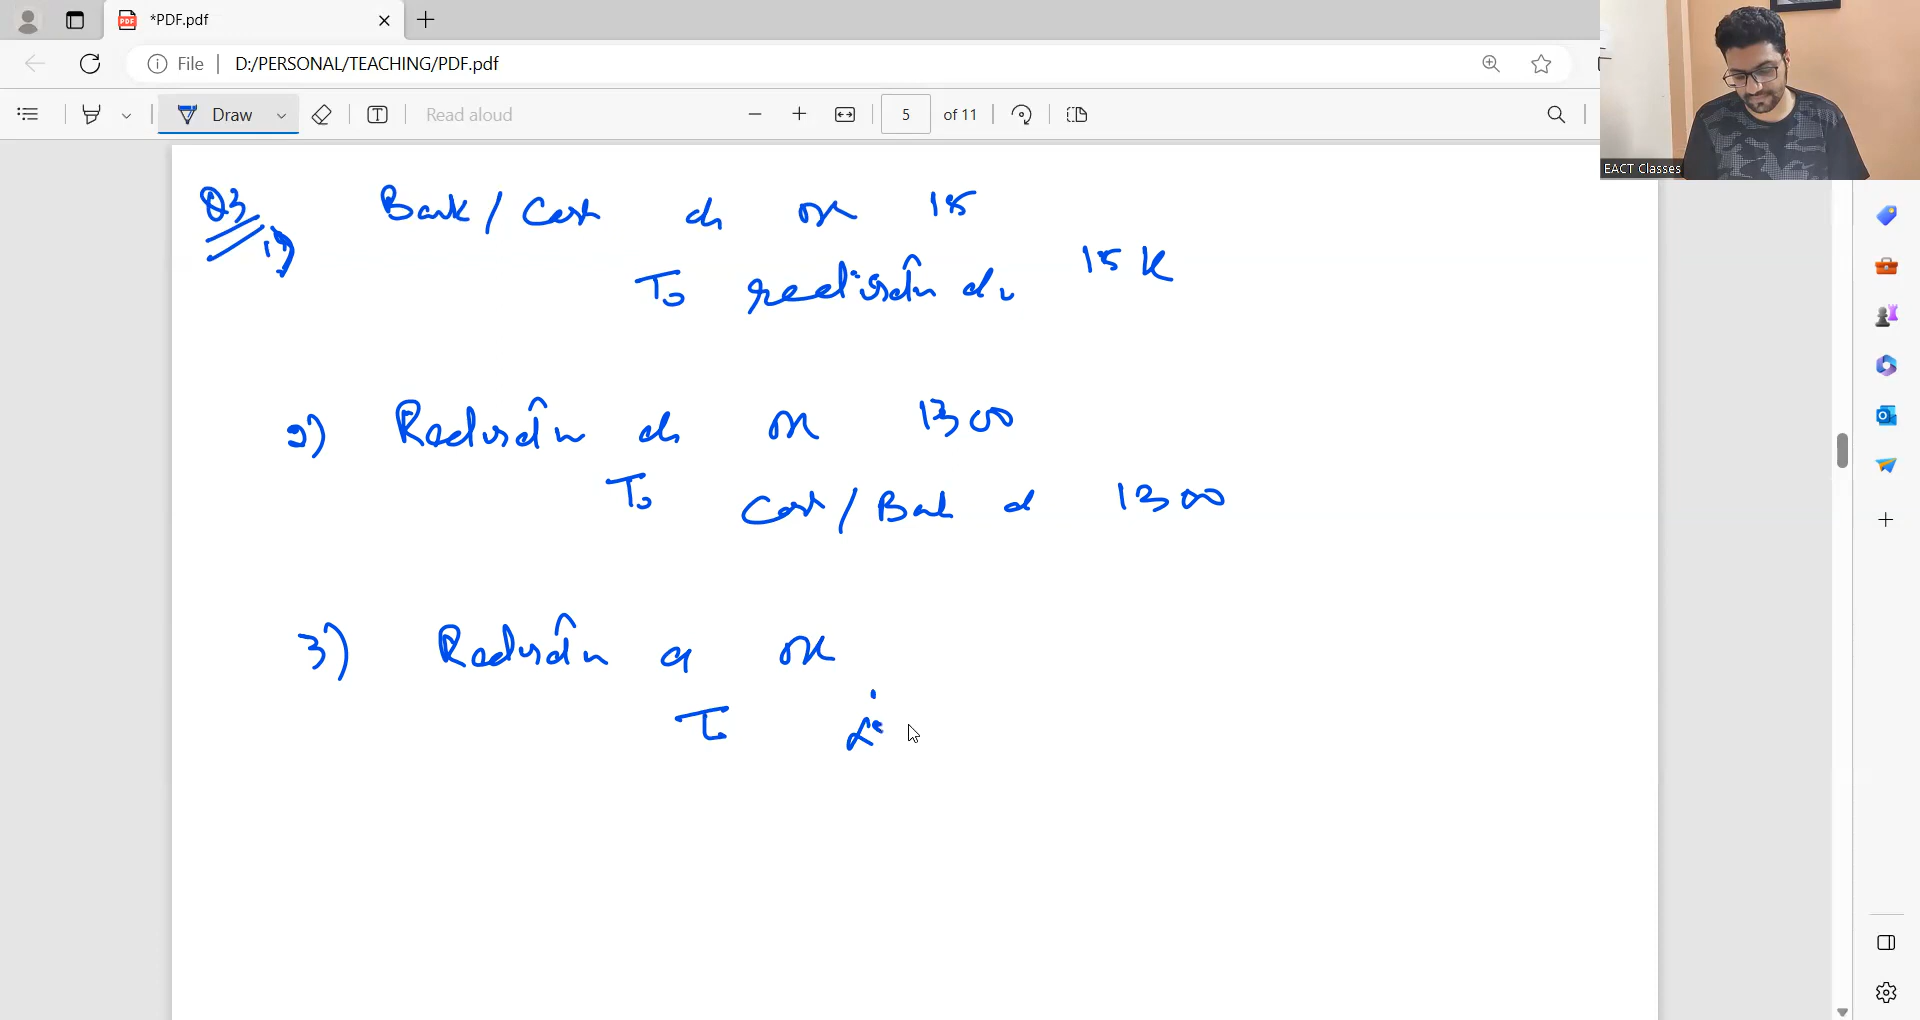 *PDF.pdf
File D:/PERSONAL/TEACHING/PDF.pdf
Draw Read aloud 5 of 11
EACT Classes
Q3
1) Bank/Cash a/c Dr 15
To realisation a/c 15K
2) Realisation a/c Dr 1300
To Cash/Bank a/c 1300
3) Realisation a/c Dr
To